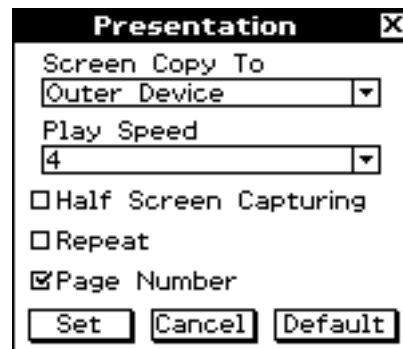 Presentation
Screen Copy To
Outer Device
Play Speed
4
Half Screen Capturing
Repeat
Page Number
Set Cancel Default